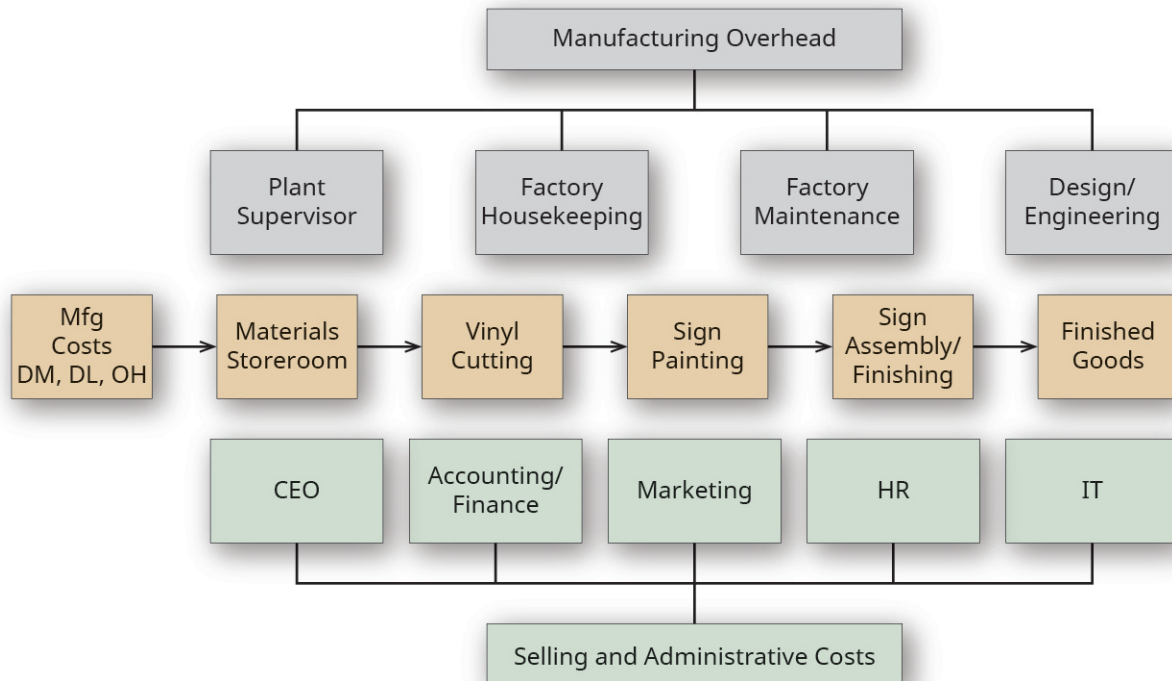 Manufacturing Overhead
Plant
Supervisor
Factory
Housekeeping
Factory
Maintenance
Design/
Engineering
Mfg
Costs
DM, DL, OH
Materials
Storeroom
Vinyl
Cutting
Sign
Painting
Sign
Assembly/
Finishing
Finished
Goods
CEO
Accounting/
Finance
Marketing
HR
IT
Selling and Administrative Costs